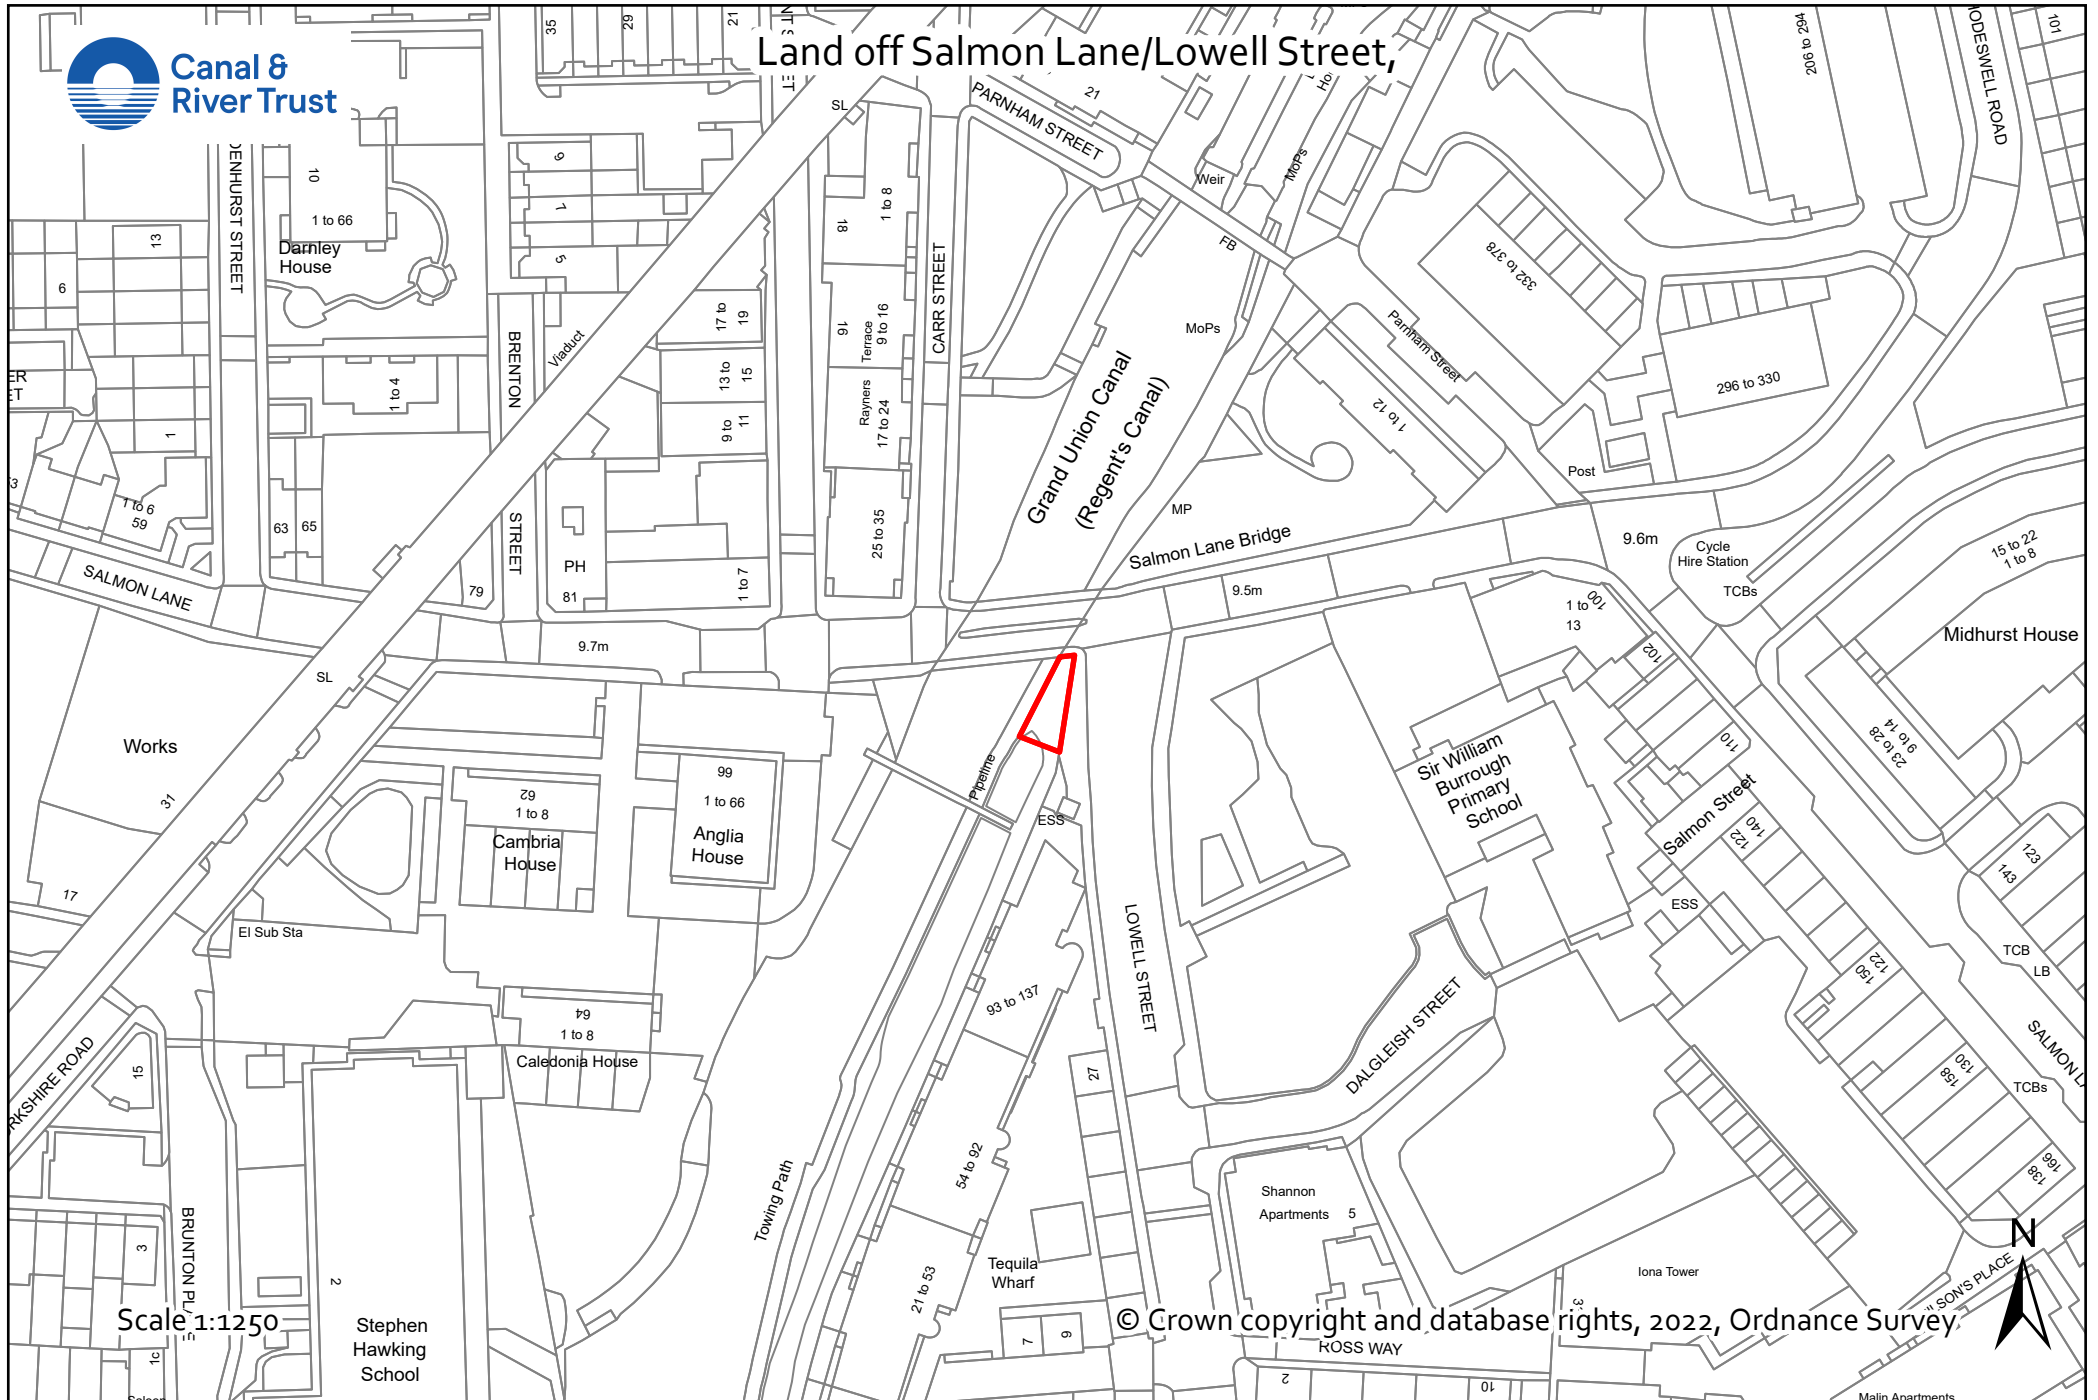 Land off Salmon Lane/Lowell Street,
Canal &
River Trust
35
29
21
21
101
206 to 294
PARNHAM STREET
SL
MoPs
Weir
FB
10
1 to 66
Darnley
House
9
7
5
18
1 to 8
CARR STREET
332 to 378
13
6
17 to
19
16
Terrace
9 to 16
MoPs
Parnham Street
296 to 330
BRENTON
STREET
Viaduct
1 to 4
13 to
15
9 to
11
Rayners
17 to 24
Grand Union Canal
(Regent's Canal)
1 to 12
1
1 to 6
59
63
65
25 to 35
MP
Post
Salmon Lane Bridge
9.6m
Cycle
Hire Station
TCBs
15 to 22
1 to 8
SALMON LANE
79
PH
81
1 to 7
9.5m
9.7m
1 to
13
100
102
110
Midhurst House
SL
Works
31
17
23 to 28
9 to 14
Sir William
Burrough
Primary
School
Pipeline
ESS
99
1 to 66
Anglia
House
62
1 to 8
Cambria
House
Salmon Street
122
140
123
143
El Sub Sta
LOWELL STREET
ESS
TCB
LB
122
150
93 to 137
64
1 to 8
Caledonia House
DALGLEISH STREET
15
27
130
158
TCBs
54 to 92
Towing Path
166
138
Shannon
Apartments
5
3
2
Tequila
Wharf
21 to 53
Iona Tower
N
Scale 1:1250
Stephen
Hawking
School
© Crown copyright and database rights, 2022, Ordnance Survey
7
9
ROSS WAY
1c
2
10
Malin Apartments